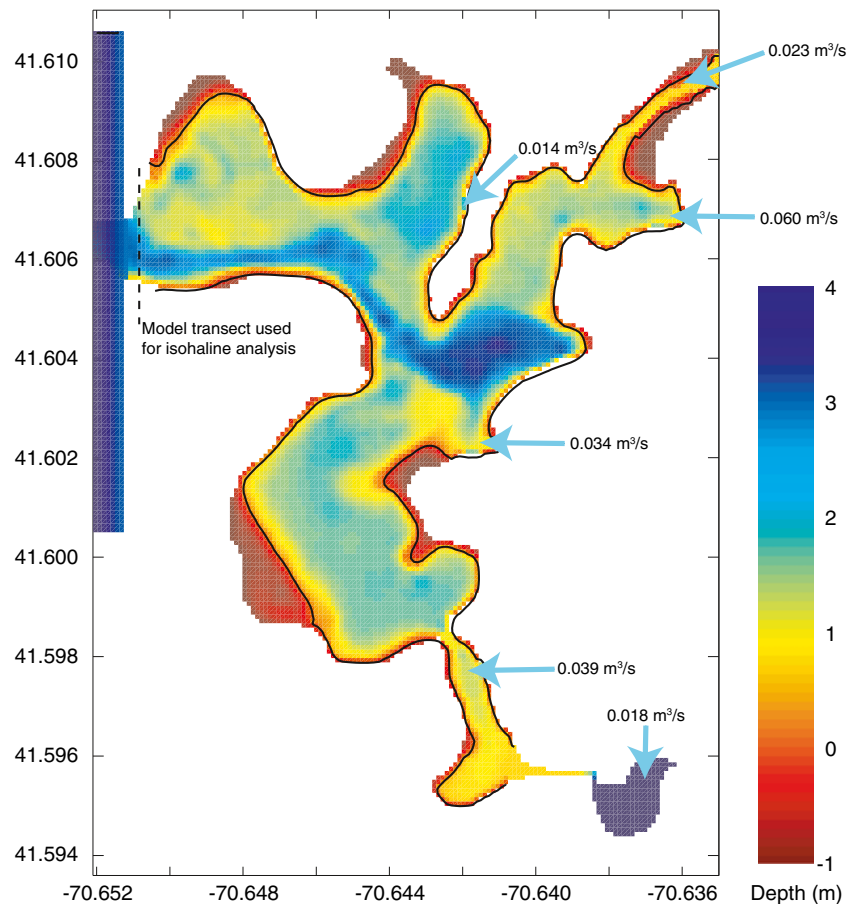 41.610
41.608
41.606
41.604
41.602
41.600
41.598
41.596
41.594
-70.652
-70.648
-70.644
-70.640
-70.636
0.023 m³/s
0.014 m³/s
0.060 m³/s
Model transect used
for isohaline analysis
0.034 m³/s
0.039 m³/s
0.018 m³/s
4
3
2
1
0
-1
Depth (m)